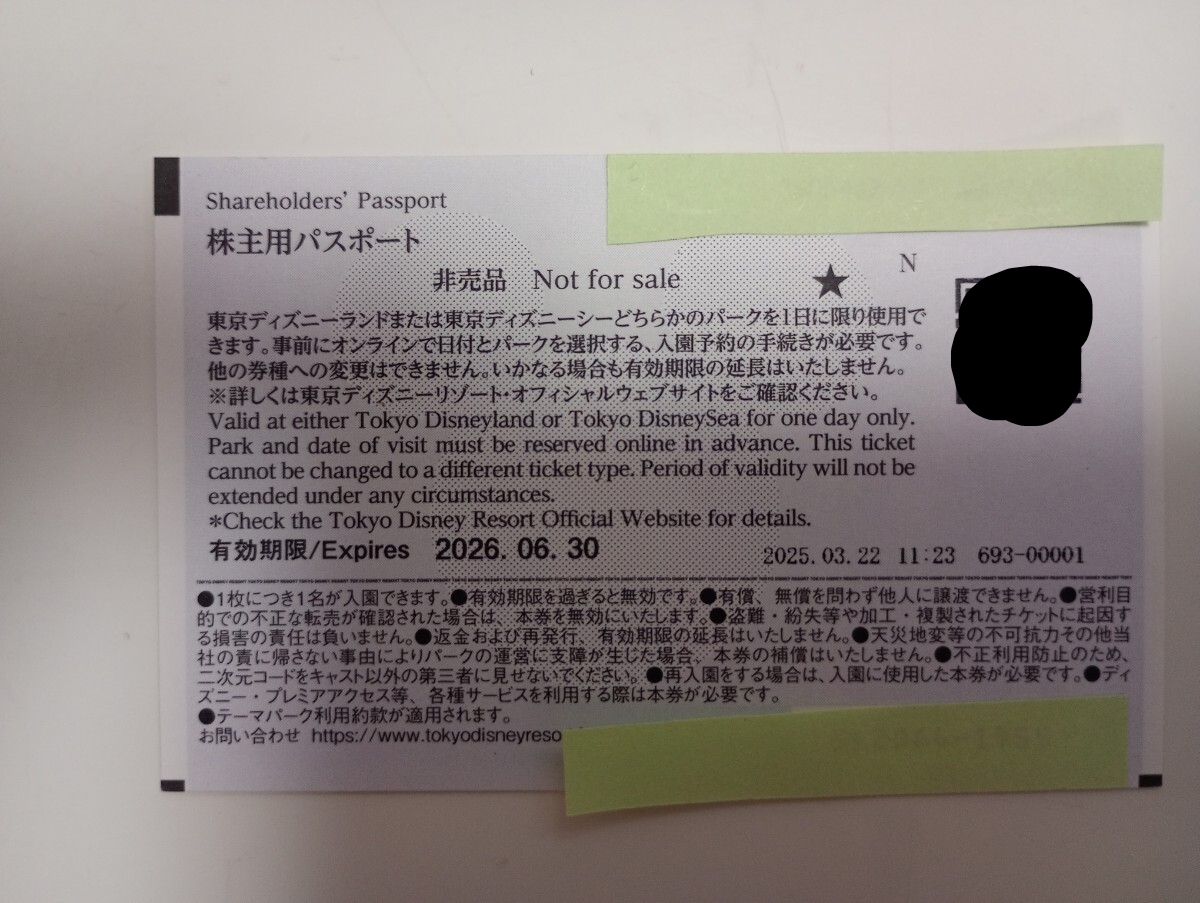 Shareholders' Passport
株主用パスポート
非売品 Not for sale
★
N
東京ディズニーランドまたは東京ディズニーシーどちらかのパークを1日に限り使用で
きます。事前にオンラインで日付とパークを選択する、入園予約の手続きが必要です。
他の券種への変更はできません。いかなる場合も有効期限の延長はいたしません。
※詳しくは東京ディズニーリゾート・オフィシャルウェブサイトをご確認ください。
Valid at either Tokyo Disneyland or Tokyo DisneySea for one day only.
Park and date of visit must be reserved online in advance. This ticket
cannot be changed to a different ticket type. Period of validity will not be
extended under any circumstances.
*Check the Tokyo Disney Resort Official Website for details.
有効期限/Expires 2026. 06. 30
2025. 03. 22 11:23 693-00001
●1枚につき1名が入園できます。●有効期限を過ぎると無効です。●有償、無償を問わず他人に譲渡できません。●営利目
的での不正な転売が確認された場合は、本券を無効にいたします。●盗難・紛失等や加工・複製されたチケットに起因す
る損害の責任は負いません。●返金および再発行、有効期限の延長はいたしません。●天災地変等の不可抗力その他当
社の責に帰さない事由によりパークの運営に支障が生じた場合、本券の補償はいたしません。●不正利用防止のため、
二次元コードをキャスト以外の第三者に見せないでください。●再入園をする場合は、入園に使用した本券が必要です。●ディ
ズニー・プレミアアクセス等、各種サービスを利用する際は本券が必要です。
●テーマパーク利用約款が適用されます。
お問い合わせ https://www.tokyodisneyreso